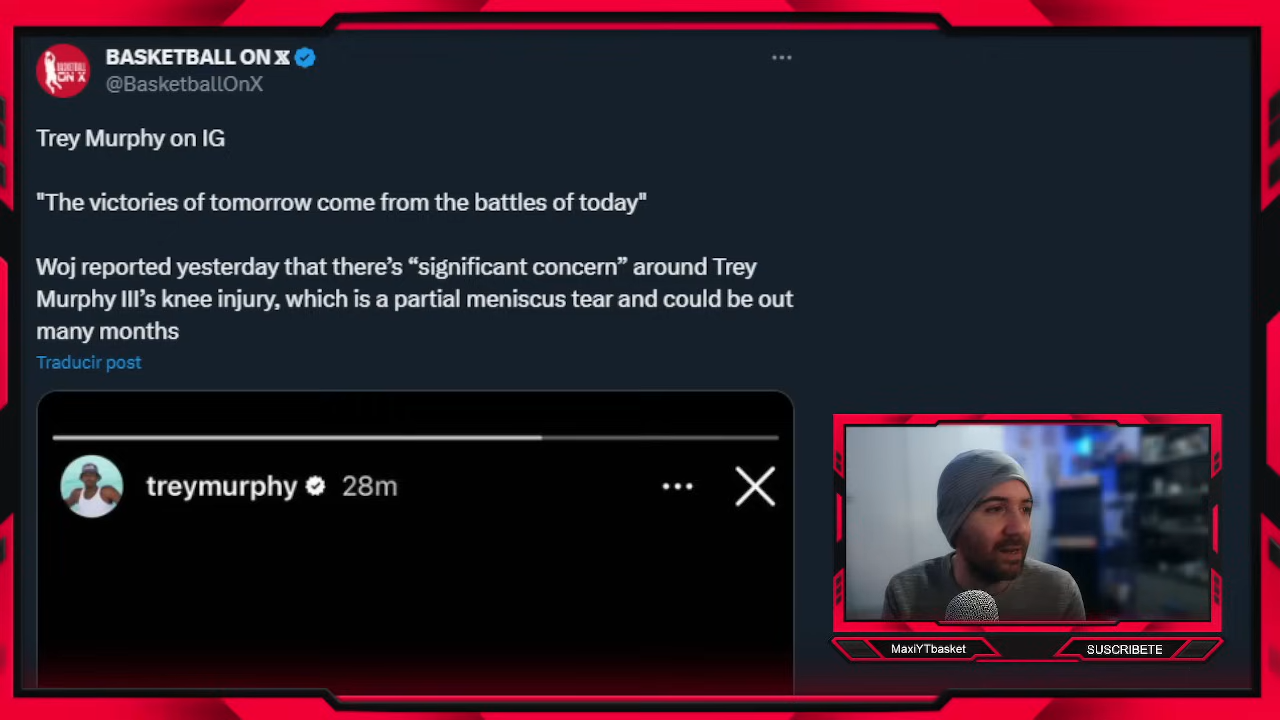 BASKETBALL ON X
@BasketballOnX
Trey Murphy on IG
"The victories of tomorrow come from the battles of today"
Woj reported yesterday that there’s “significant concern” around Trey
Murphy III’s knee injury, which is a partial meniscus tear and could be out
many months
Traducir post
treymurphy 28m
MaxiYTbasket
SUSCRIBETE